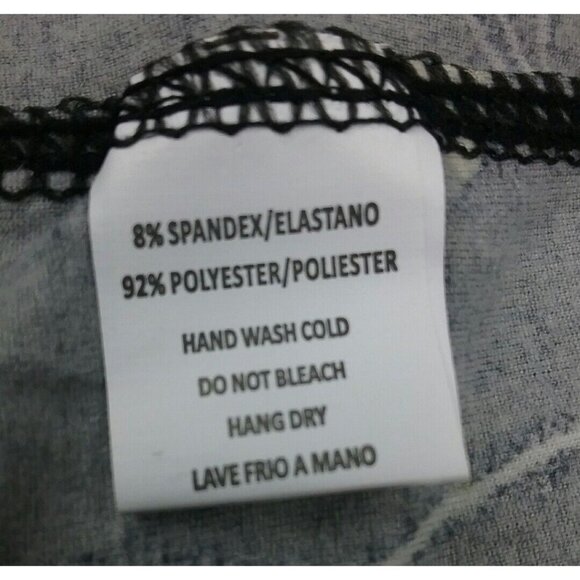 8% SPANDEX/ELASTANO
92% POLYESTER/POLIESTER
HAND WASH COLD
DO NOT BLEACH
HANG DRY
LAVE FRIO A MANO